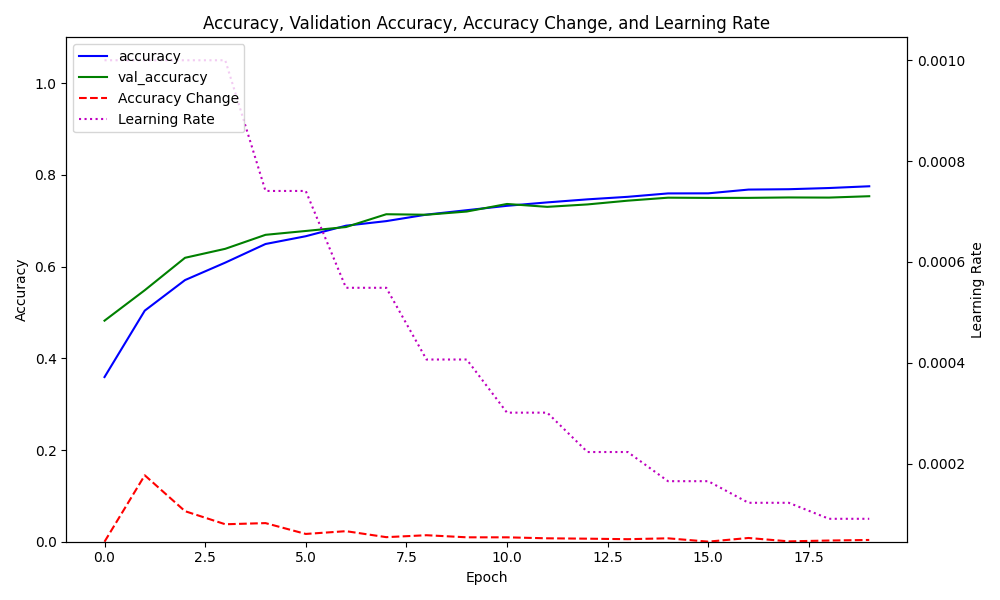 Accuracy, Validation Accuracy, Accuracy Change, and Learning Rate
accuracy
val_accuracy
Accuracy Change
Learning Rate
1.0
0.8
0.6
0.4
0.2
0.0
Accuracy
0.0010
0.0008
0.0006
0.0004
0.0002
Learning Rate
0.0 2.5 5.0 7.5 10.0 12.5 15.0 17.5
Epoch